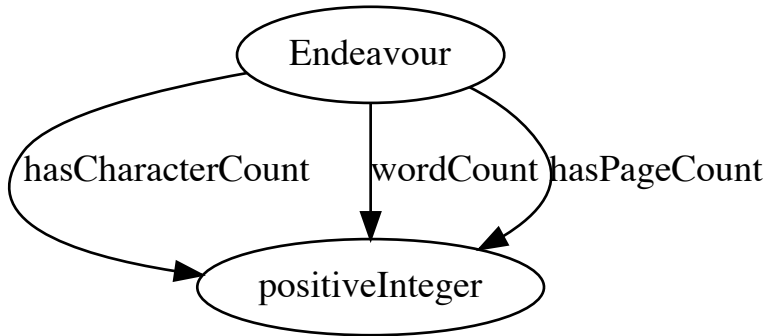 Endeavour
hasCharacterCount wordCount hasPageCount
positiveInteger